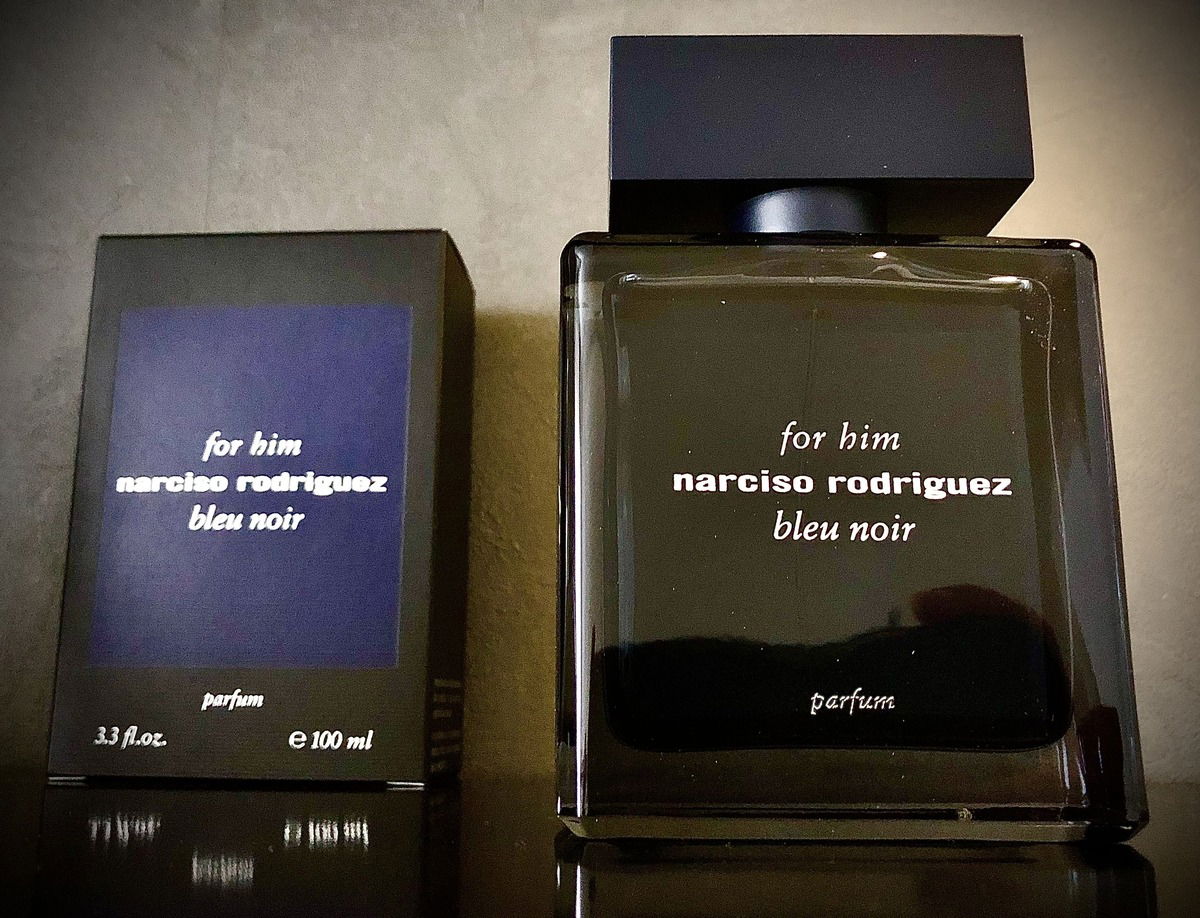 for him
narciso rodriguez
bleu noir
parfum
3.3 fl.oz. ℮ 100 ml
for him
narciso rodriguez
bleu noir
parfum